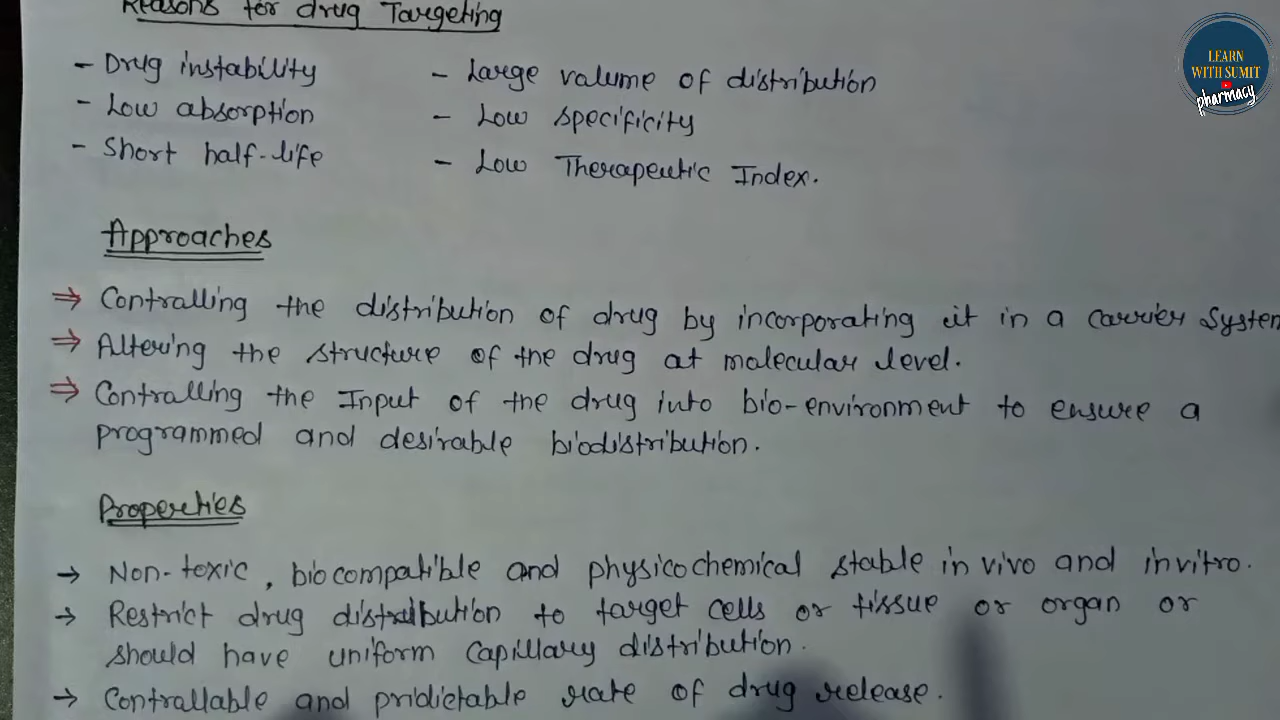 Reasons for drug Targeting
- Drug instability
- Low absorption
- Short half-life
- Large valume of distribution
- Low specificity
- Low Therapeutic Index.
Approaches
⇒ Contralling the distribution of drug by incorporating it in a carrier System
⇒ Altering the structure of the drug at molecular level.
⇒ Contralling the Input of the drug into bio-environment to ensure a
programmed and desirable biodistribution.
Properties
→ Non-toxic, biocompatible and physicochemical stable in vivo and invitro.
→ Restrict drug distribution to target cells or tissue or organ or
should have uniform capillary distribution.
→ Contrallable and pridictable rate of drug release.
LEARN
WITH SUMIT
pharmacy